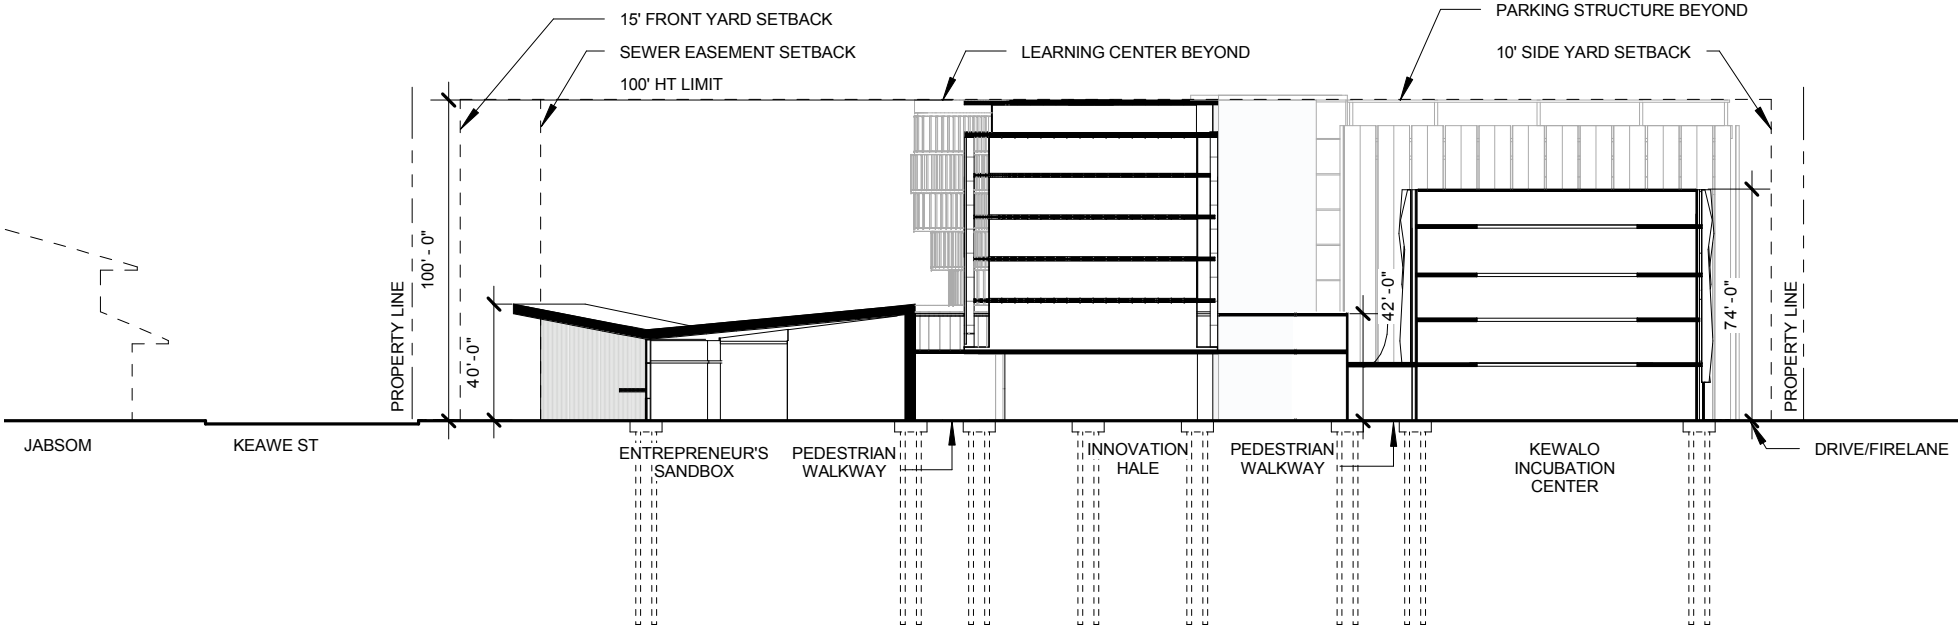 15' FRONT YARD SETBACK
SEWER EASEMENT SETBACK
100' HT LIMIT
LEARNING CENTER BEYOND
PARKING STRUCTURE BEYOND
10' SIDE YARD SETBACK
PROPERTY LINE
100' - 0"
40'-0"
42'-0"
74'-0"
PROPERTY LINE
JABSOM
KEAWE ST
ENTREPRENEUR'S
SANDBOX
PEDESTRIAN
WALKWAY
INNOVATION
HALE
PEDESTRIAN
WALKWAY
KEWALO
INCUBATION
CENTER
DRIVE/FIRELANE